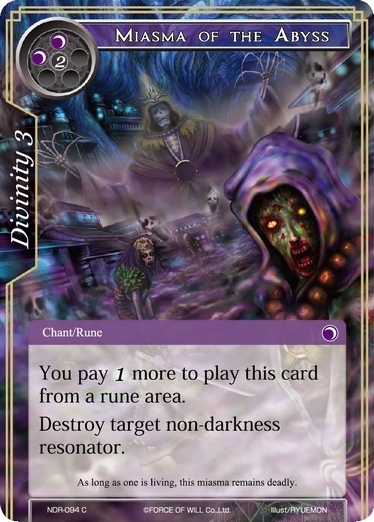 MIASMA OF THE ABYSS
2
Divinity 3
Chant/Rune
You pay 1 more to play this card
from a rune area.
Destroy target non-darkness
resonator.
As long as one is living, this miasma remains deadly.
NDR-094 C ©FORCE OF WILL Co.,Ltd. Illust/RYUEMON